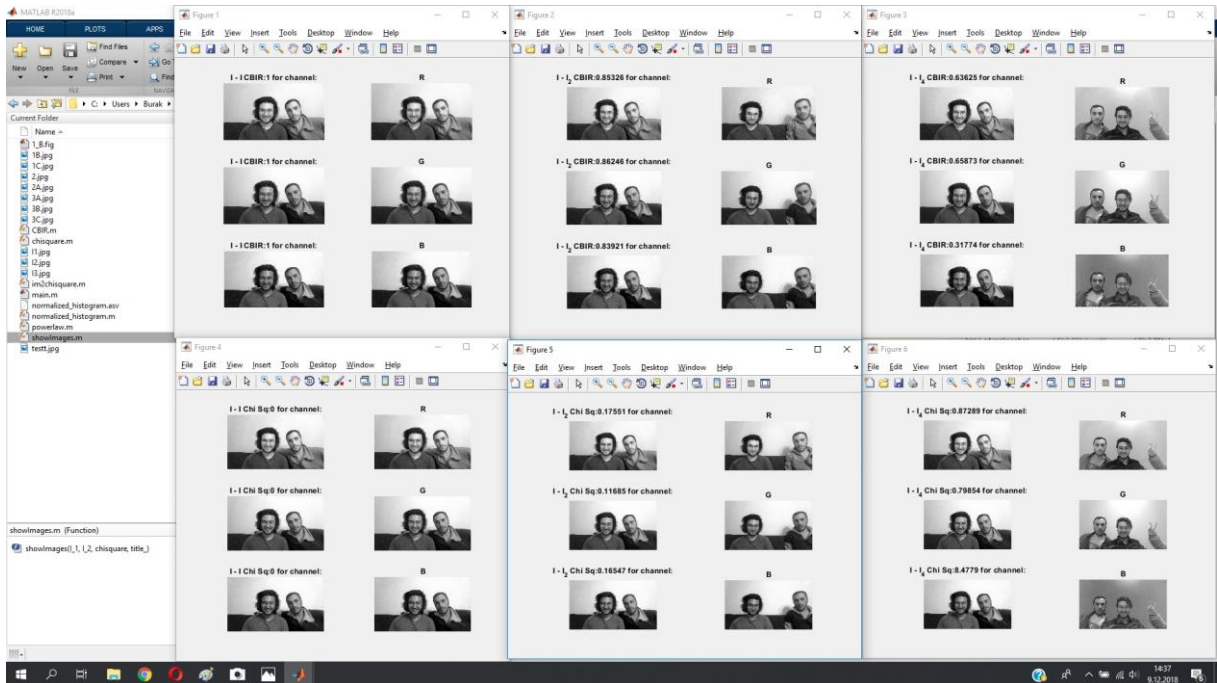 MATLAB R2018a
HOME PLOTS APPS
New Open Save Find Files Compare Print
FILE
C: Users Burak
Current Folder
Name
1_B.fig
1B.jpg
1C.jpg
2.jpg
2A.jpg
3A.jpg
3B.jpg
3C.jpg
CBIR.m
chisquare.m
I1.jpg
I2.jpg
I3.jpg
im2chisquare.m
main.m
normalized_histogram.asv
normalized_histogram.m
powerlaw.m
showImages.m
testt.jpg
showImages.m (Function)
showImages(I_1, I_2, chisquare, title_)
Figure 1
File Edit View Insert Tools Desktop Window Help
I - I CBIR:1 for channel: R
I - I CBIR:1 for channel: G
I - I CBIR:1 for channel: B
Figure 2
File Edit View Insert Tools Desktop Window Help
I - I2 CBIR:0.85326 for channel: R
I - I2 CBIR:0.86246 for channel: G
I - I2 CBIR:0.83921 for channel: B
Figure 3
File Edit View Insert Tools Desktop Window Help
I - I4 CBIR:0.63625 for channel: R
I - I4 CBIR:0.65873 for channel: G
I - I4 CBIR:0.31774 for channel: B
Figure 4
File Edit View Insert Tools Desktop Window Help
I - I Chi Sq:0 for channel: R
I - I Chi Sq:0 for channel: G
I - I Chi Sq:0 for channel: B
Figure 5
File Edit View Insert Tools Desktop Window Help
I - I2 Chi Sq:0.17551 for channel: R
I - I2 Chi Sq:0.11685 for channel: G
I - I2 Chi Sq:0.16547 for channel: B
Figure 6
File Edit View Insert Tools Desktop Window Help
I - I4 Chi Sq:0.87289 for channel: R
I - I4 Chi Sq:0.79854 for channel: G
I - I4 Chi Sq:8.4779 for channel: B
14:37
9.12.2018